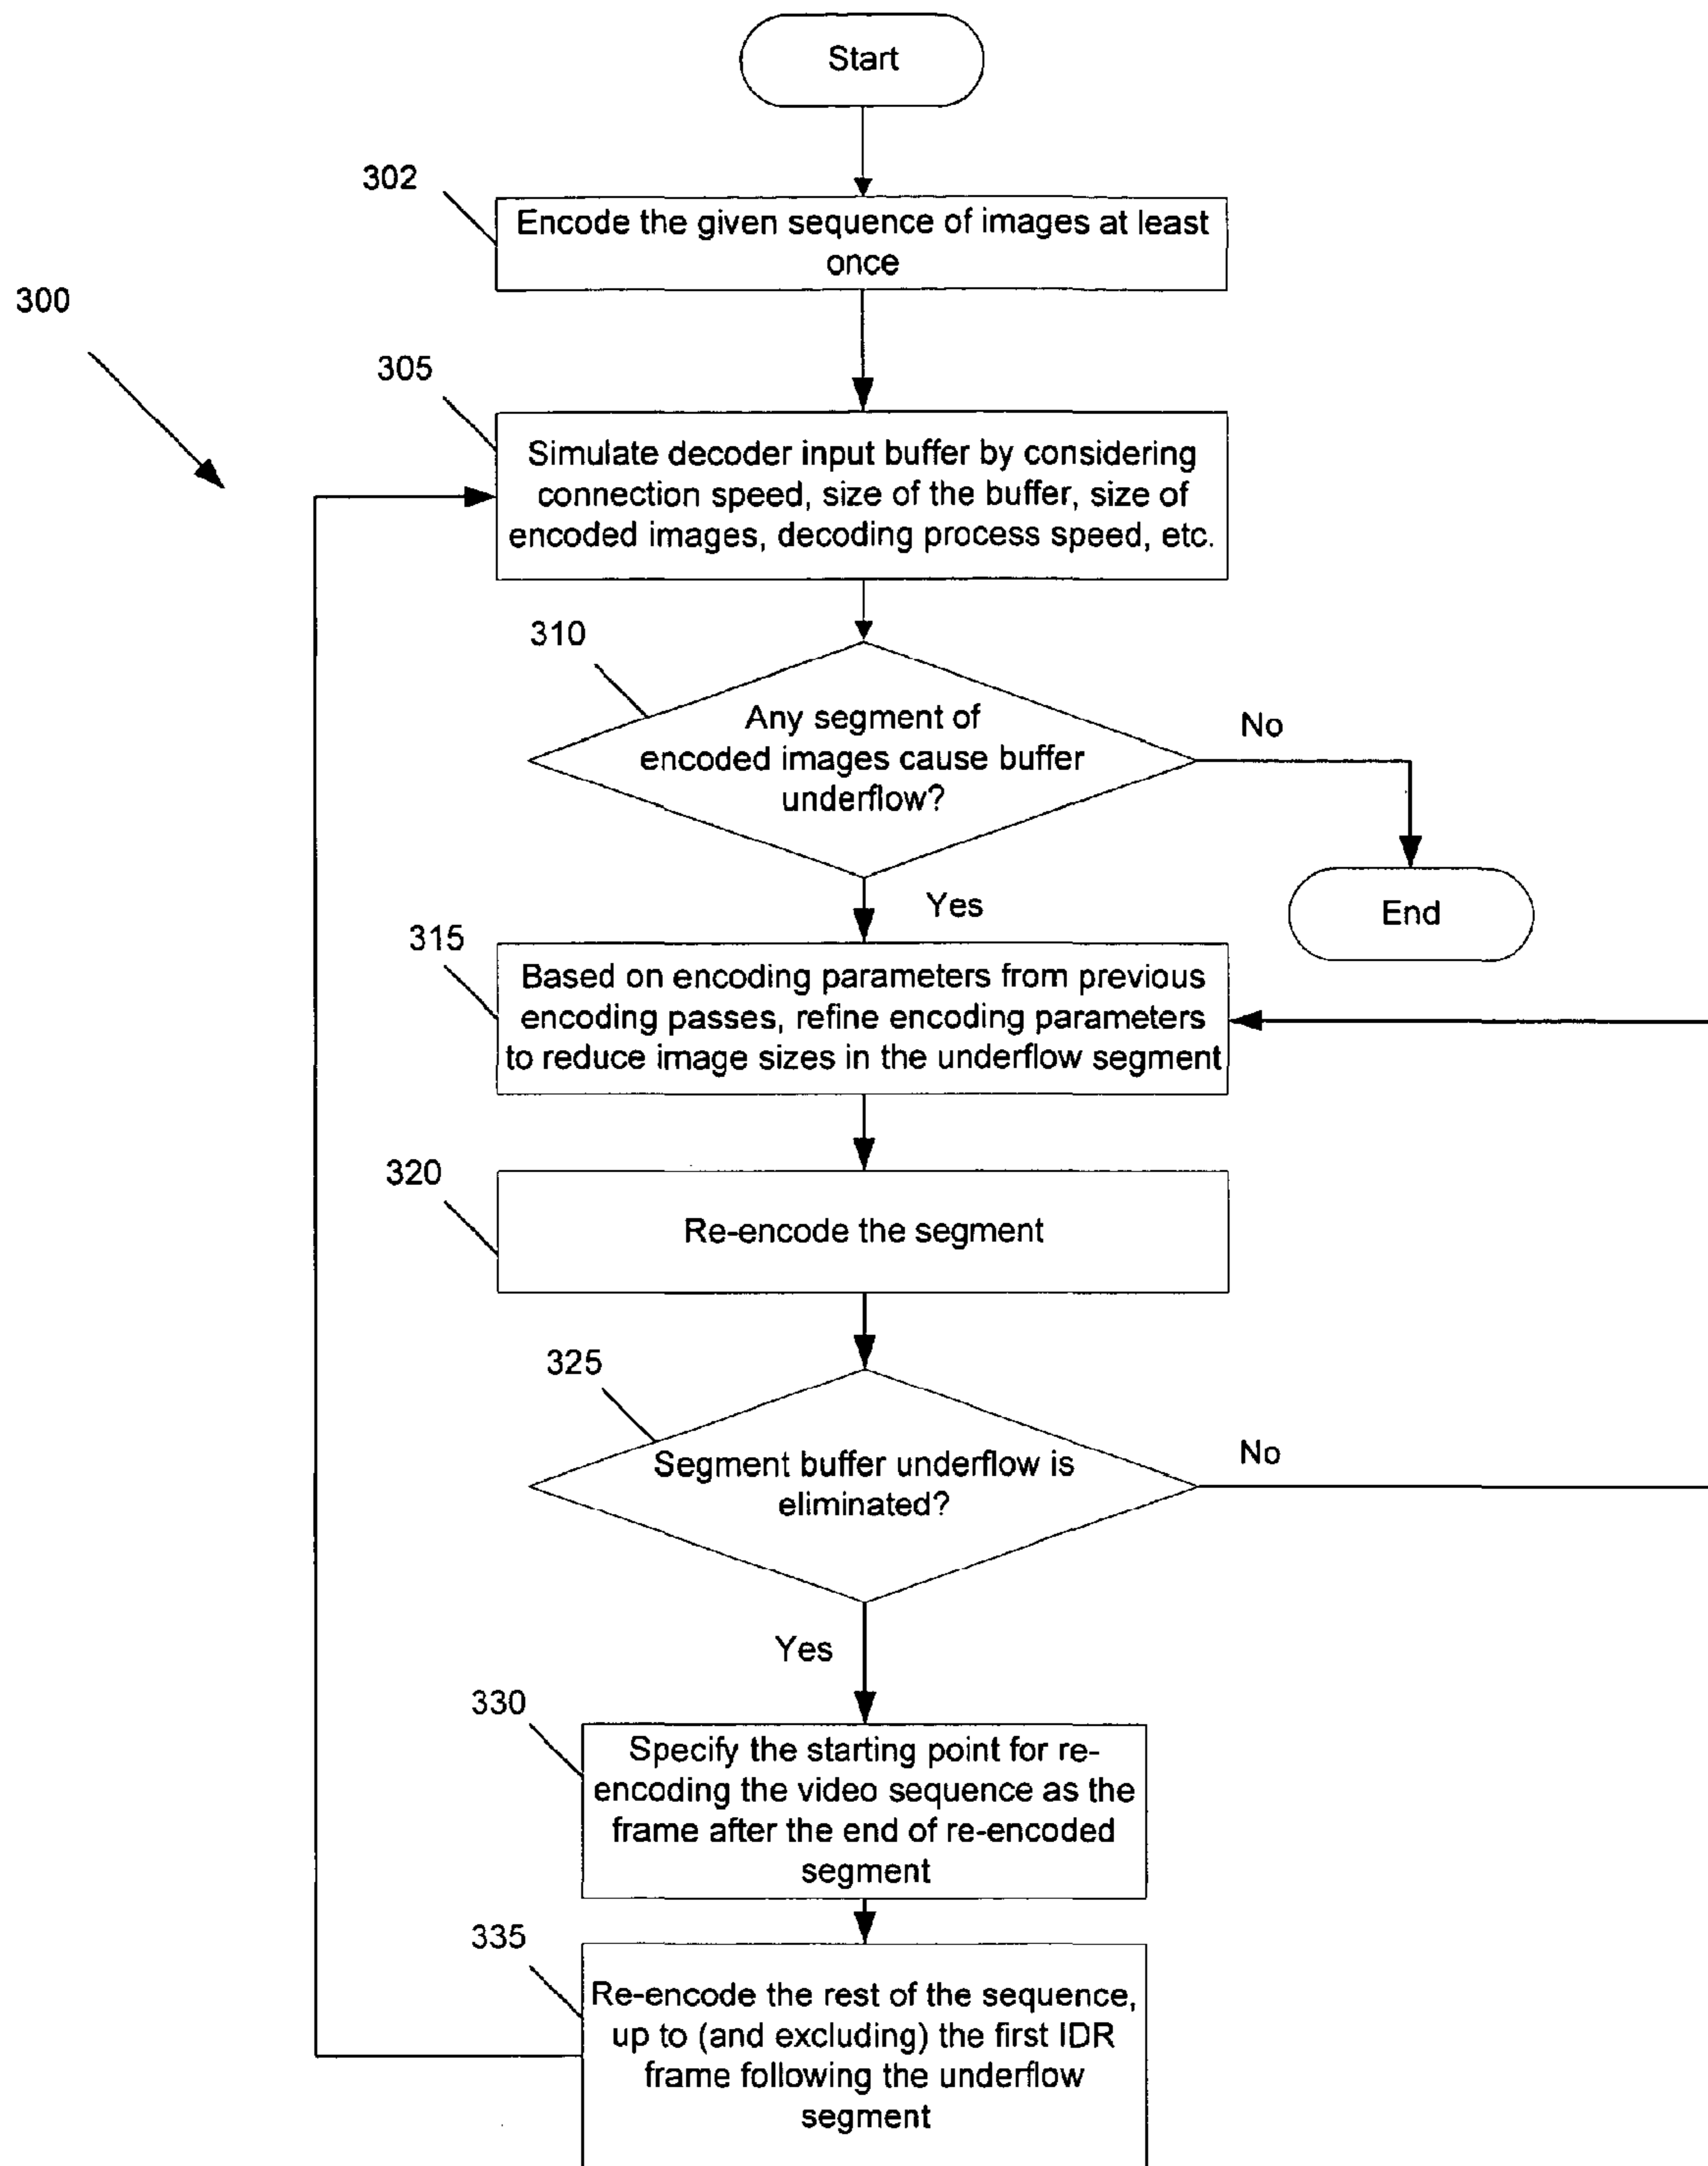 Start
302
Encode the given sequence of images at least
once
300
305
Simulate decoder input buffer by considering
connection speed, size of the buffer, size of
encoded images, decoding process speed, etc.
310
Any segment of
encoded images cause buffer
underflow?
No
Yes
End
315
Based on encoding parameters from previous
encoding passes, refine encoding parameters
to reduce image sizes in the underflow segment
320
Re-encode the segment
325
Segment buffer underflow is
eliminated?
No
Yes
330
Specify the starting point for re-
encoding the video sequence as the
frame after the end of re-encoded
segment
335
Re-encode the rest of the sequence,
up to (and excluding) the first IDR
frame following the underflow
segment